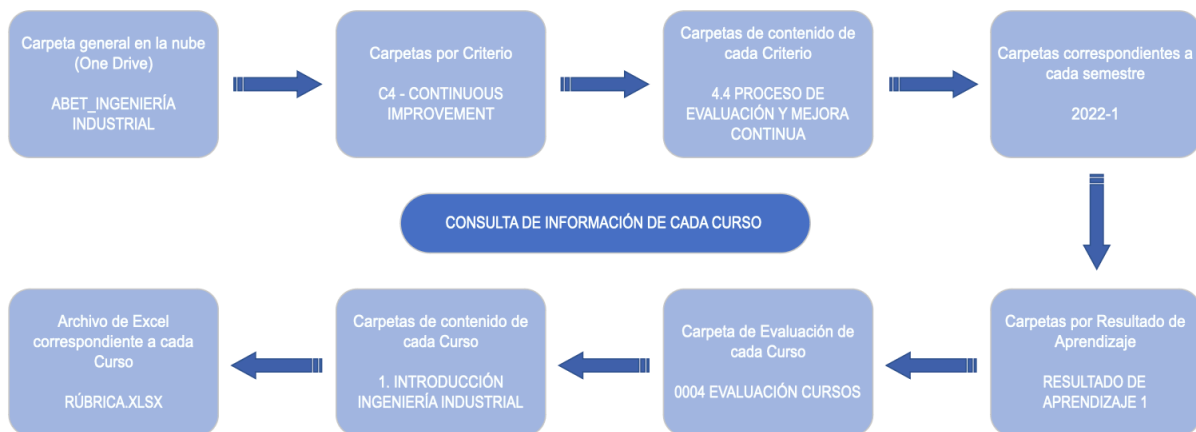 Carpeta general en la nube
(One Drive)
ABET_INGENIERÍA
INDUSTRIAL
Carpetas por Criterio
C4 - CONTINUOUS
IMPROVEMENT
Carpetas de contenido de
cada Criterio
4.4 PROCESO DE
EVALUACIÓN Y MEJORA
CONTINUA
Carpetas correspondientes a
cada semestre
2022-1
CONSULTA DE INFORMACIÓN DE CADA CURSO
Carpetas por Resultado de
Aprendizaje
RESULTADO DE
APRENDIZAJE 1
Carpeta de Evaluación de
cada Curso
0004 EVALUACIÓN CURSOS
Carpetas de contenido de
cada Curso
1. INTRODUCCIÓN
INGENIERÍA INDUSTRIAL
Archivo de Excel
correspondiente a cada
Curso
RÚBRICA.XLSX